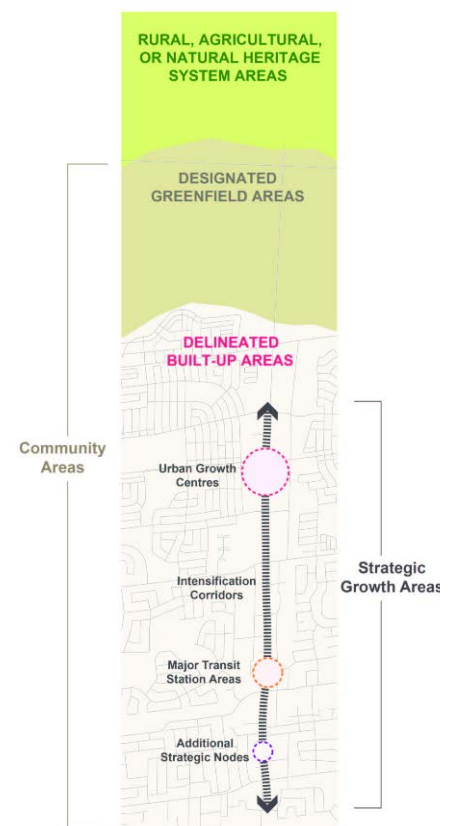 RURAL, AGRICULTURAL,
OR NATURAL HERITAGE
SYSTEM AREAS
DESIGNATED
GREENFIELD AREAS
DELINEATED
BUILT-UP AREAS
Community
Areas
Urban Growth
Centres
Intensification
Corridors
Strategic
Growth Areas
Major Transit
Station Areas
Additional
Strategic Nodes